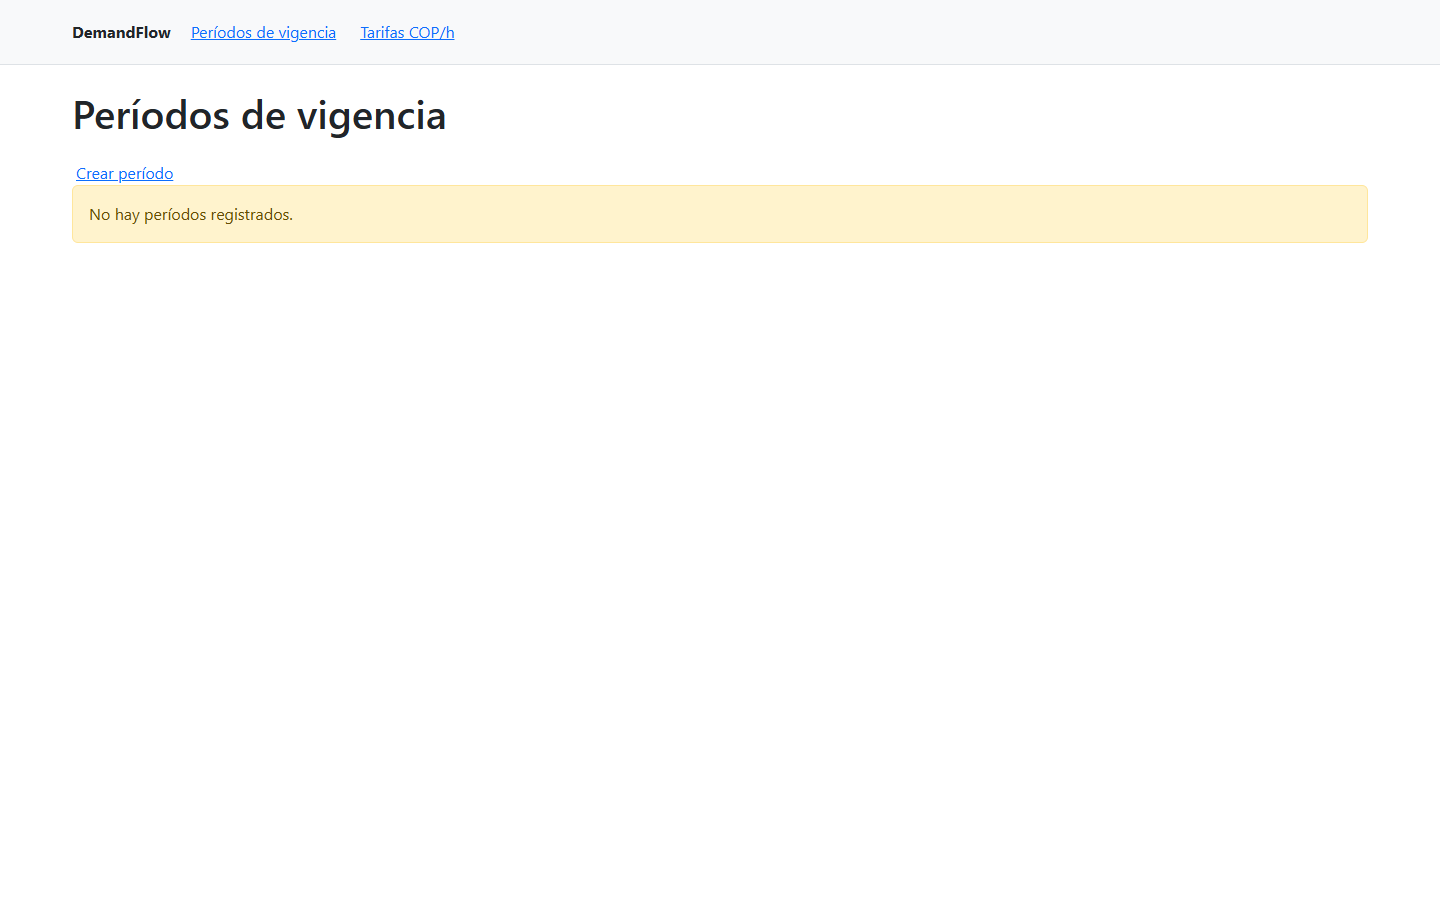 DemandFlow Períodos de vigencia Tarifas COP/h
Períodos de vigencia
Crear período
No hay períodos registrados.